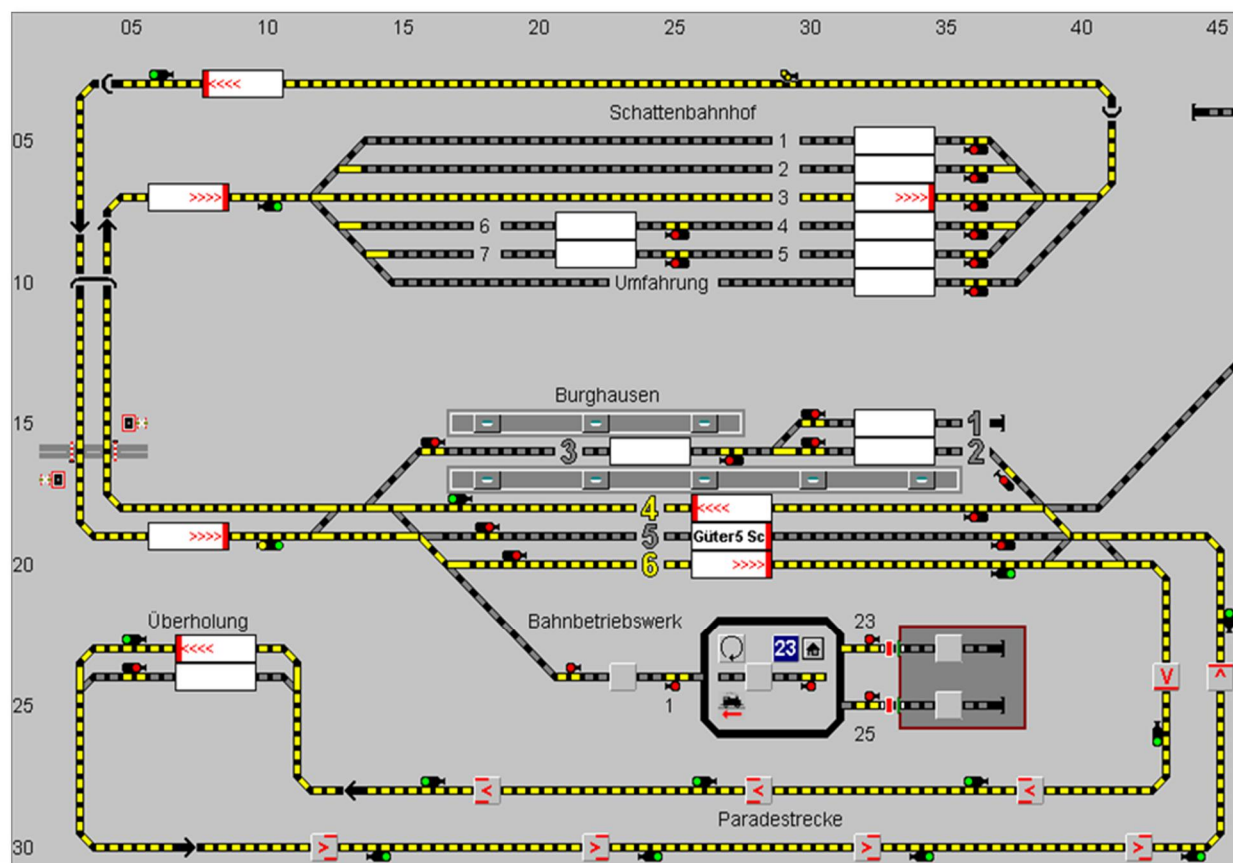 05 10 15 20 25 30 35 40 45
<<<<
Schattenbahnhof
05
1
2
>>>> 3 >>>>
6 4
7 5
10 Umfahrung
Burghausen
15
1
3 2
4 <<<<
>>>> 5 Güter5 Sc
20 6 >>>>
Überholung Bahnbetriebswerk 23
<<<< 23
V ^
25 1
25
< < <
Paradestrecke
30 > > > >